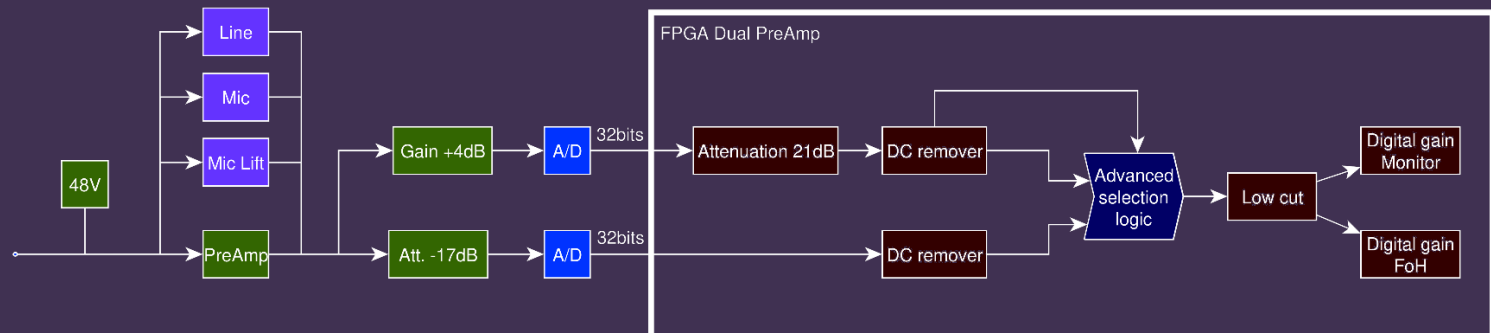 FPGA Dual PreAmp
Line
Mic
Mic Lift
48V
PreAmp
Gain +4dB
A/D
32bits
Att. -17dB
A/D
32bits
Attenuation 21dB
DC remover
DC remover
Advanced
selection
logic
Low cut
Digital gain
Monitor
Digital gain
FoH